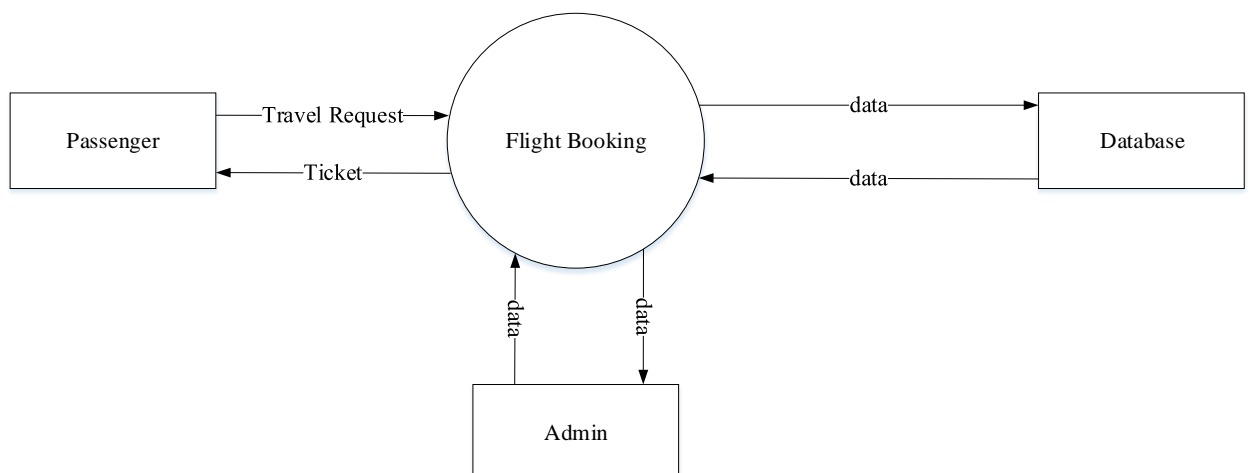 Passenger
Travel Request
Ticket
Flight Booking
data
data
Database
data
data
Admin